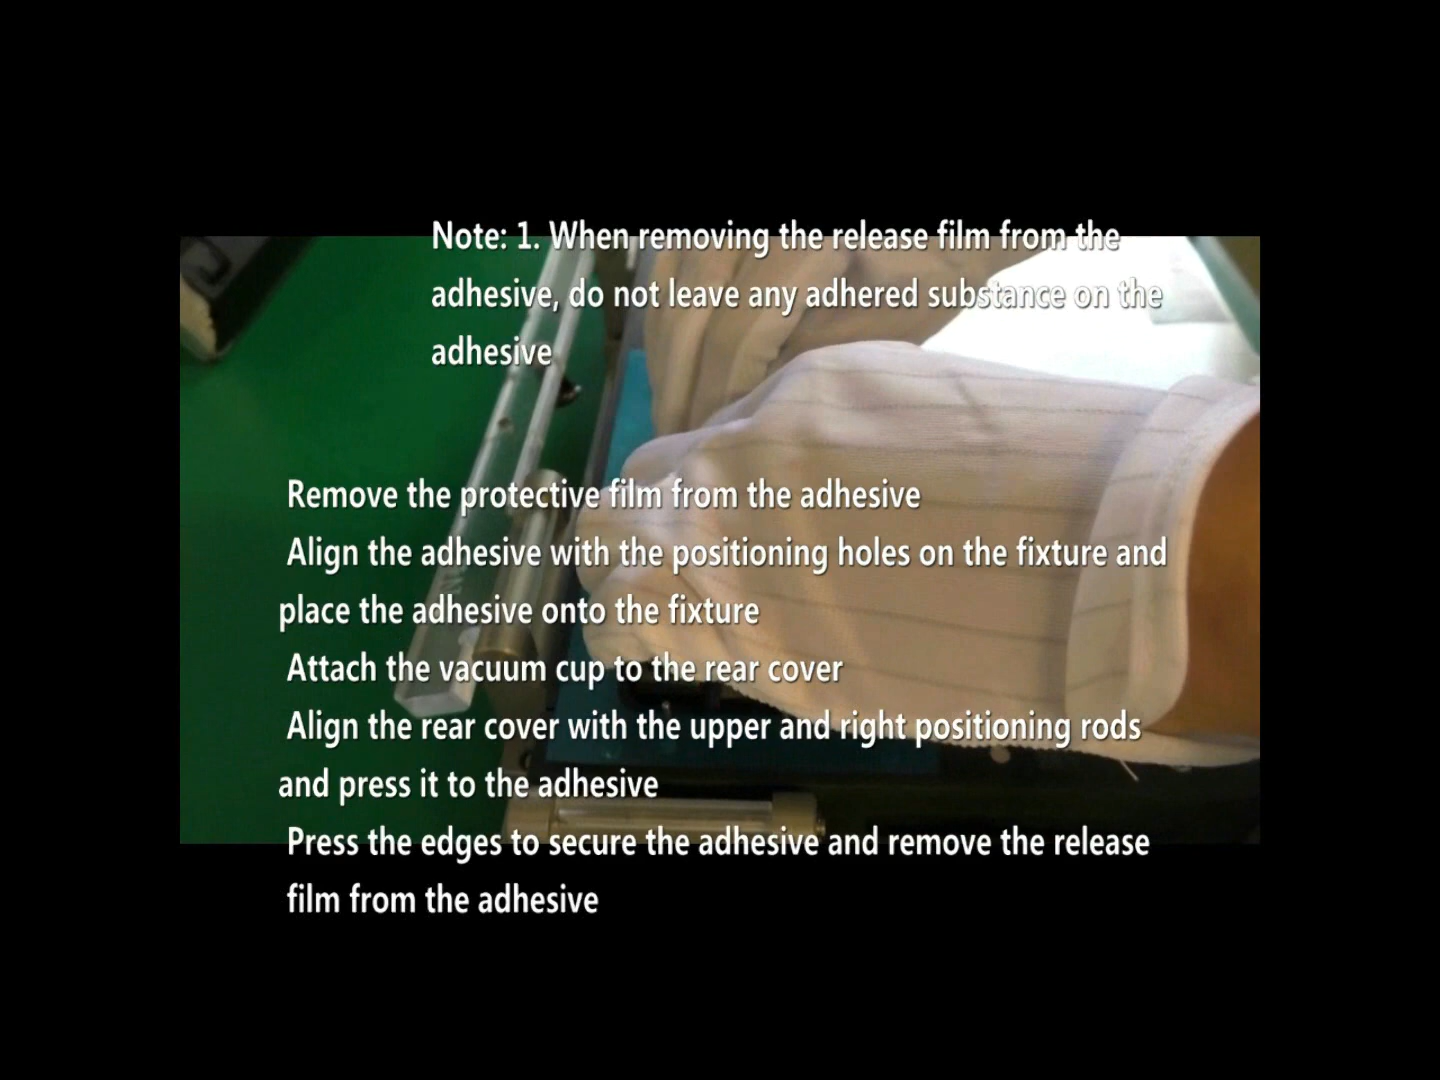 Note: 1. When removing the release film from the
adhesive, do not leave any adhered substance on the
adhesive
Remove the protective film from the adhesive
Align the adhesive with the positioning holes on the fixture and
place the adhesive onto the fixture
Attach the vacuum cup to the rear cover
Align the rear cover with the upper and right positioning rods
and press it to the adhesive
Press the edges to secure the adhesive and remove the release
film from the adhesive